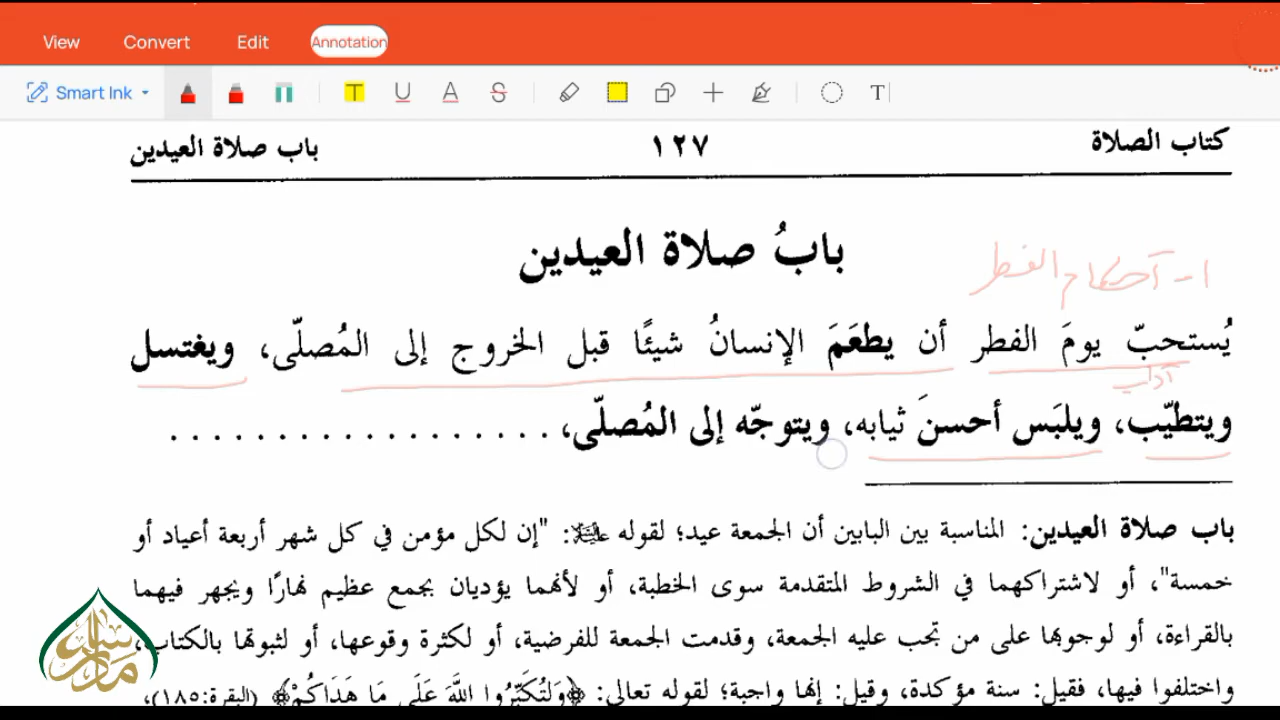 View Convert Edit Annotation
Smart Ink T U A S T
كتاب الصلاة ١٢٧ باب صلاة العيدين
بابُ صلاة العيدين
١- آحكام الفطر
يُستحبّ يومَ الفطر أن يطعَمَ الإنسانُ شيئًا قبل الخروج إلى المُصلّى، ويغتسل
آداب
ويتطيّب، ويلبَس أحسنَ ثيابه، ويتوجّه إلى المُصلّى، . . . . . . . . . . . . . . . . . . . . . .
باب صلاة العيدين: المناسبة بين البابين أن الجمعة عيد؛ لقوله عليه السلام: "إن لكل مؤمن في كل شهر أربعة أعياد أو
خمسة"، أو لاشتراكهما في الشروط المتقدمة سوى الخطبة، أو لأنهما يؤديان بجمع عظيم نهارًا ويجهر فيهما
بالقراءة، أو لوجوبها على من تجب عليه الجمعة، وقدمت الجمعة للفرضية، أو لكثرة وقوعها، أو لثبوتها بالكتاب،
واختلفوا فيها، فقيل: سنة مؤكدة، وقيل: إنها واجبة؛ لقوله تعالى: ﴿وَلِتُكَبِّرُوا اللَّهَ عَلَى مَا هَدَاكُمْ﴾ (البقرة:١٨٥)،